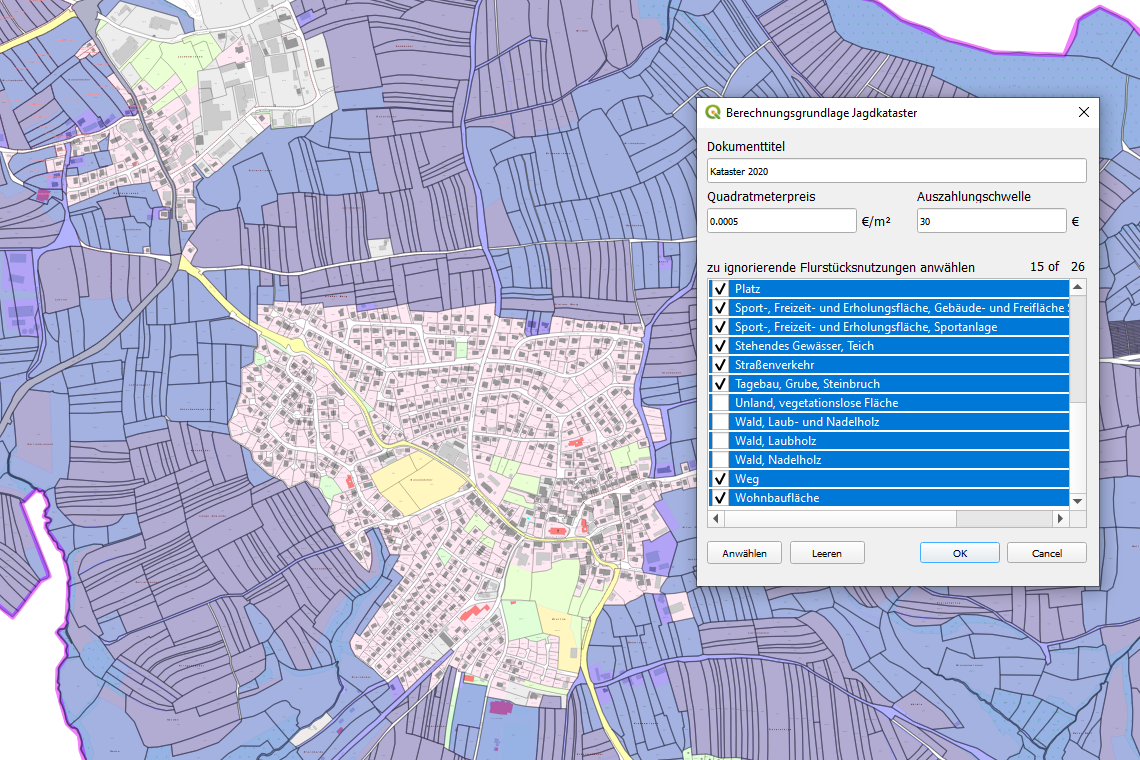 Berechnungsgrundlage Jagdkataster
Dokumenttitel
Kataster 2020
Quadratmeterpreis
Auszahlungschwelle
0.0005
€/m²
30
€
zu ignorierende Flurstücksnutzungen anwählen
15 of 26
Platz
Sport-, Freizeit- und Erholungsfläche, Gebäude- und Freifläche S
Sport-, Freizeit- und Erholungsfläche, Sportanlage
Stehendes Gewässer, Teich
Straßenverkehr
Tagebau, Grube, Steinbruch
Unland, vegetationslose Fläche
Wald, Laub- und Nadelholz
Wald, Laubholz
Wald, Nadelholz
Weg
Wohnbaufläche
Anwählen
Leeren
OK
Cancel